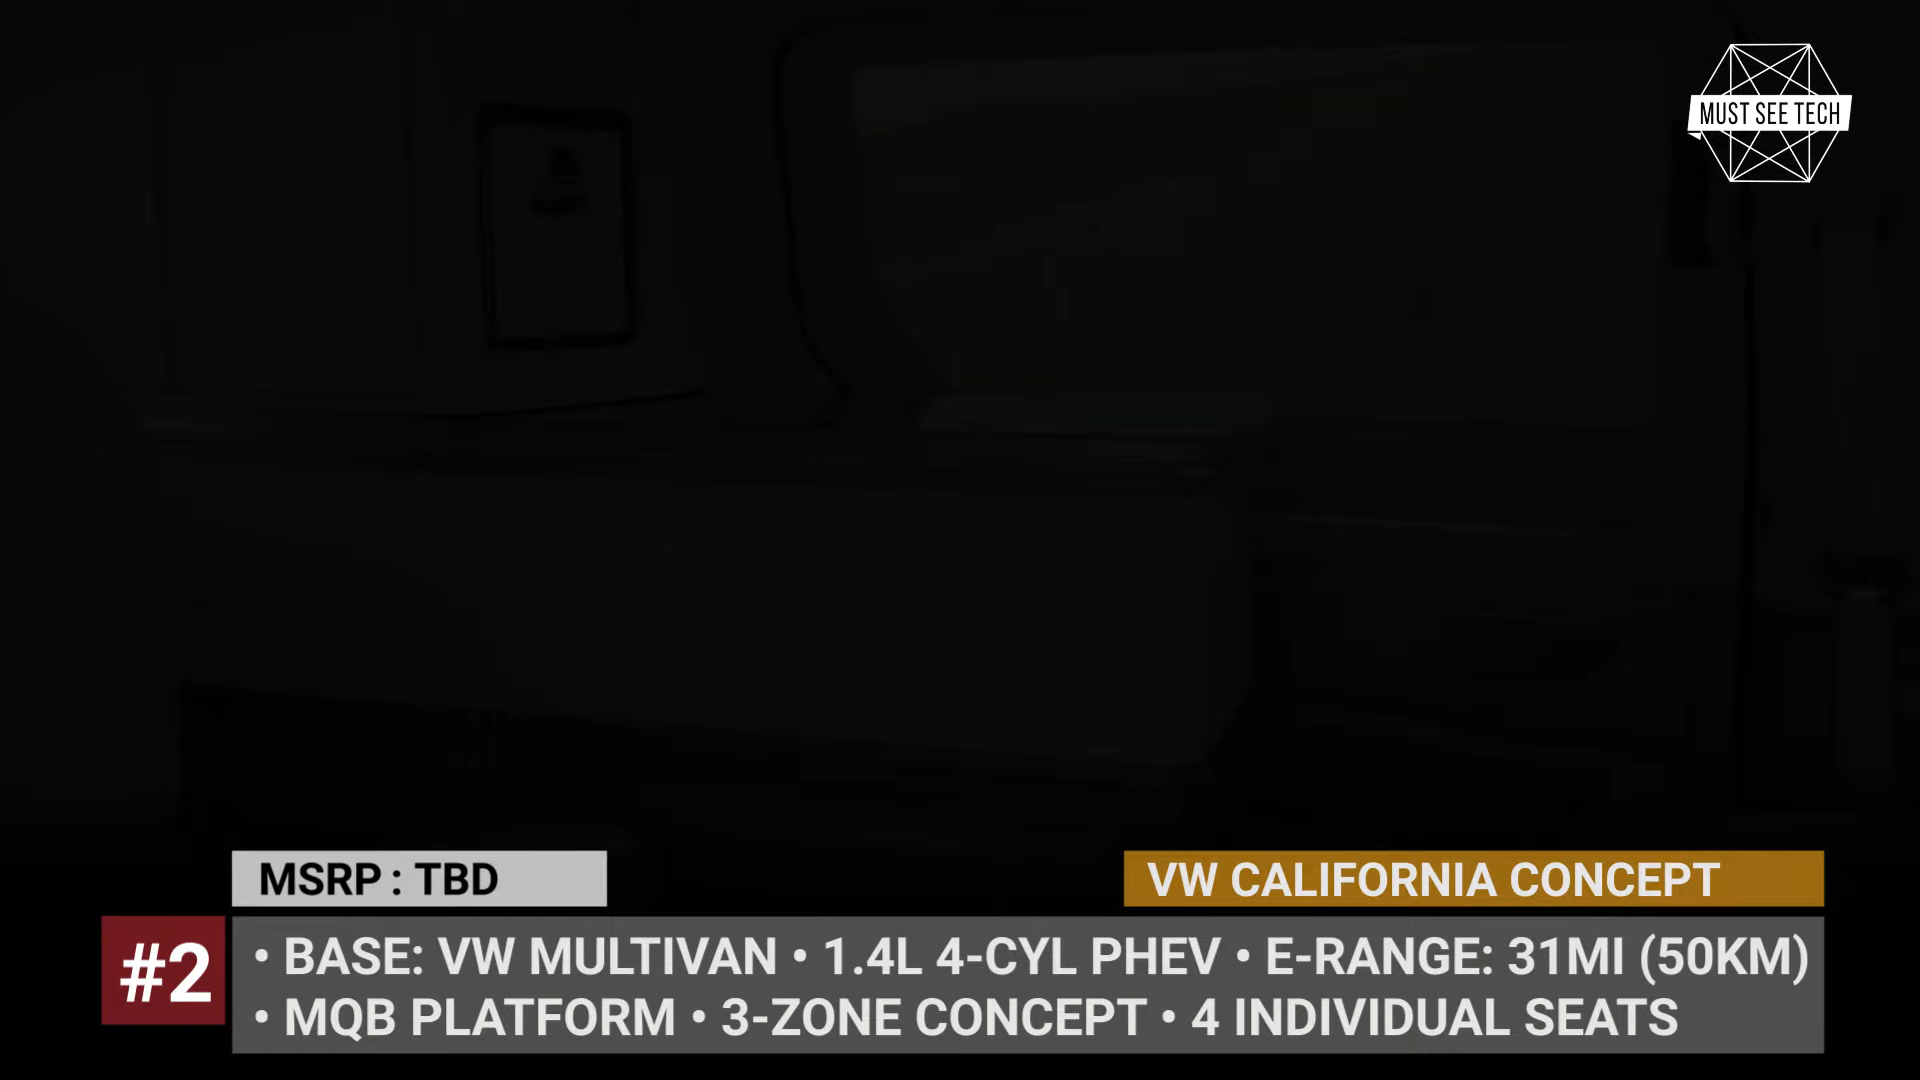 MUST SEE TECH
MSRP : TBD
VW CALIFORNIA CONCEPT
#2
• BASE: VW MULTIVAN • 1.4L 4-CYL PHEV • E-RANGE: 31MI (50KM)
• MQB PLATFORM • 3-ZONE CONCEPT • 4 INDIVIDUAL SEATS